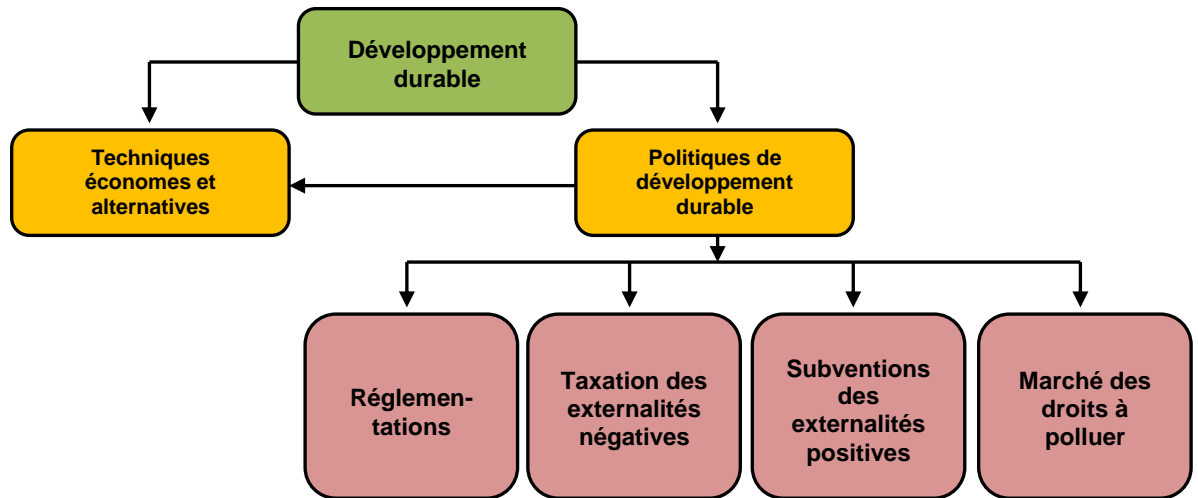 Développement
durable
Techniques
économes et
alternatives
Politiques de
développement
durable
Réglemen-
tations
Taxation des
externalités
négatives
Subventions
des
externalités
positives
Marché des
droits à
polluer